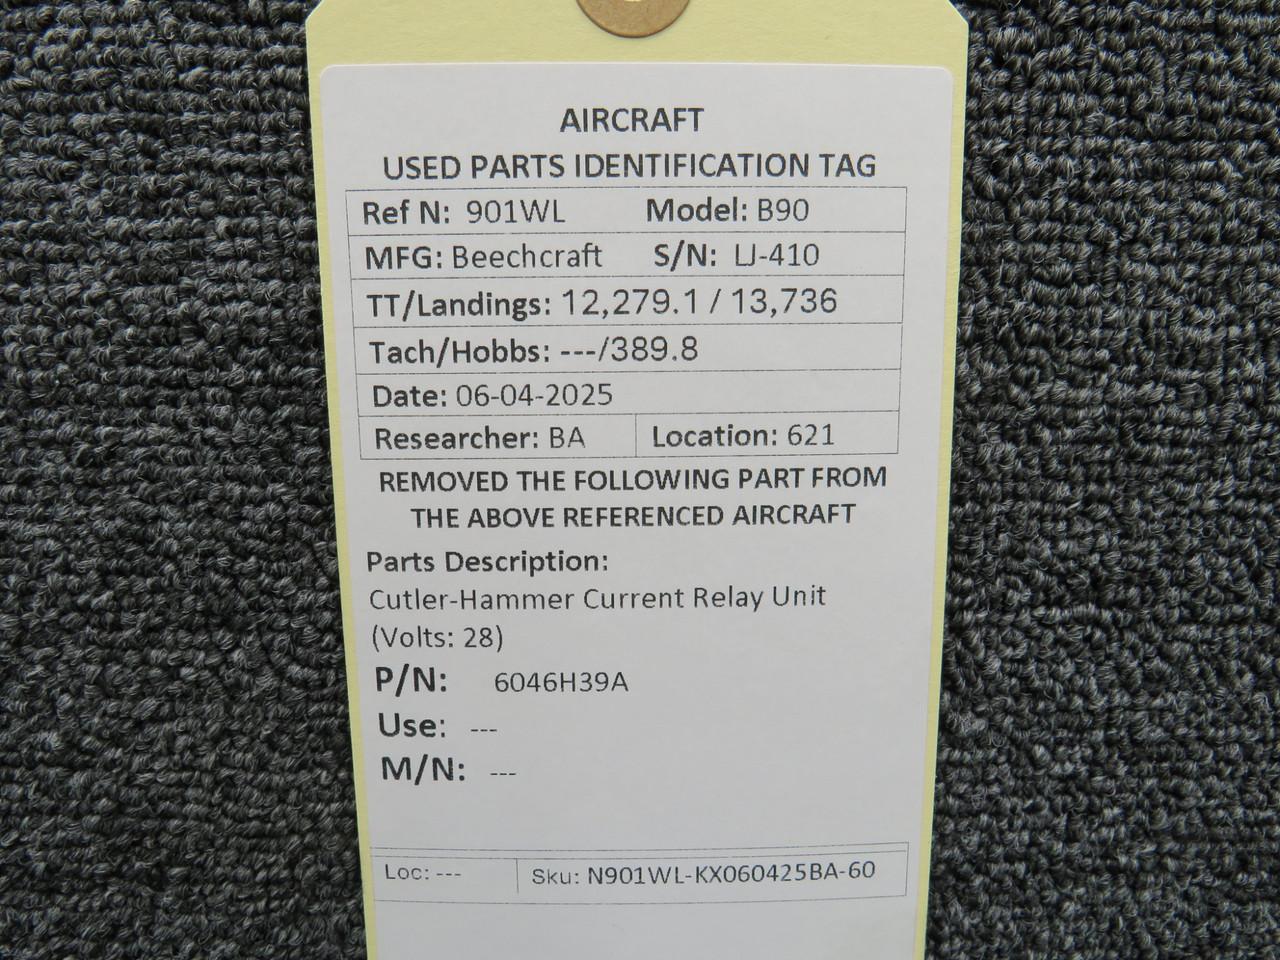 AIRCRAFT
USED PARTS IDENTIFICATION TAG
Ref N: 901WL Model: B90
MFG: Beechcraft S/N: LJ-410
TT/Landings: 12,279.1 / 13,736
Tach/Hobbs: ---/389.8
Date: 06-04-2025
Researcher: BA Location: 621
REMOVED THE FOLLOWING PART FROM
THE ABOVE REFERENCED AIRCRAFT
Parts Description:
Cutler-Hammer Current Relay Unit
(Volts: 28)
P/N: 6046H39A
Use: ---
M/N: ---
Loc: --- Sku: N901WL-KX060425BA-60